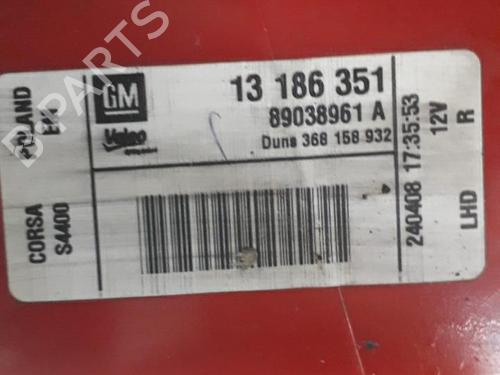 GM
13 186 351
89038961 A
Duns 368 158 932
POLAND
CORSA
S4400
240408 17:35:53
12V
R
LHD
B-PARTS